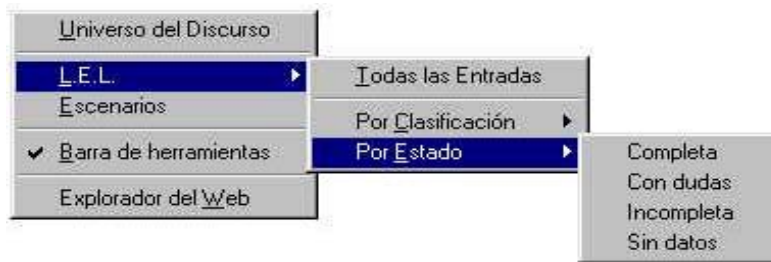 Universo del Discurso
L.E.L.
Escenarios
Barra de herramientas
Explorador del Web
Todas las Entradas
Por Clasificación
Por Estado
Completa
Con dudas
Incompleta
Sin datos